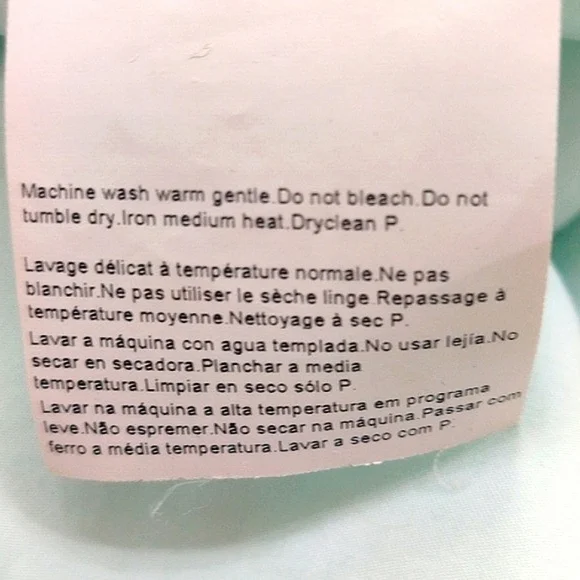 Machine wash warm gentle.Do not bleach.Do not
tumble dry.Iron medium heat.Dryclean P.
Lavage délicat à température normale.Ne pas
blanchir.Ne pas utiliser le sèche linge.Repassage à
température moyenne.Nettoyage à sec P.
Lavar a máquina con agua templada.No usar lejía.No
secar en secadora.Planchar a media
temperatura.Limpiar en seco sólo P.
Lavar na máquina a alta temperatura em programa
leve.Não espremer.Não secar na máquina.Passar com
ferro a média temperatura.Lavar a seco com P.